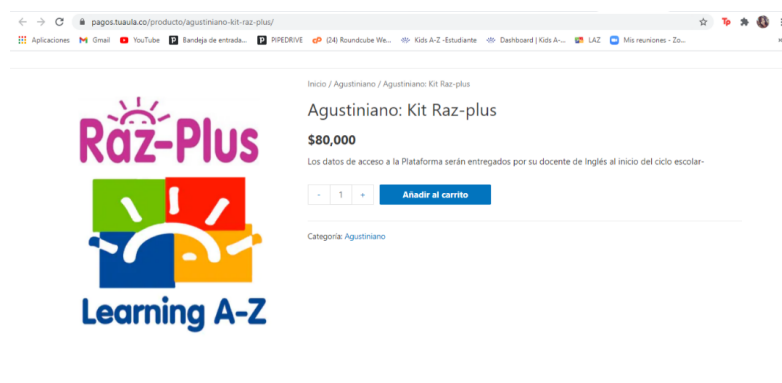 pagos.tuaula.co/producto/agustiniano-kit-raz-plus/
Aplicaciones Gmail YouTube Bandeja de entrada... PIPEDRIVE (24) Roundcube We... Kids A-Z -Estudiante Dashboard | Kids A-... LAZ Mis reuniones - Zo...
Inicio / Agustiniano / Agustiniano: Kit Raz-plus
Agustiniano: Kit Raz-plus
$80,000
Los datos de acceso a la Plataforma serán entregados por su docente de Inglés al inicio del ciclo escolar-
- 1 + Añadir al carrito
Categoría: Agustiniano
Raz-Plus
Learning A-Z